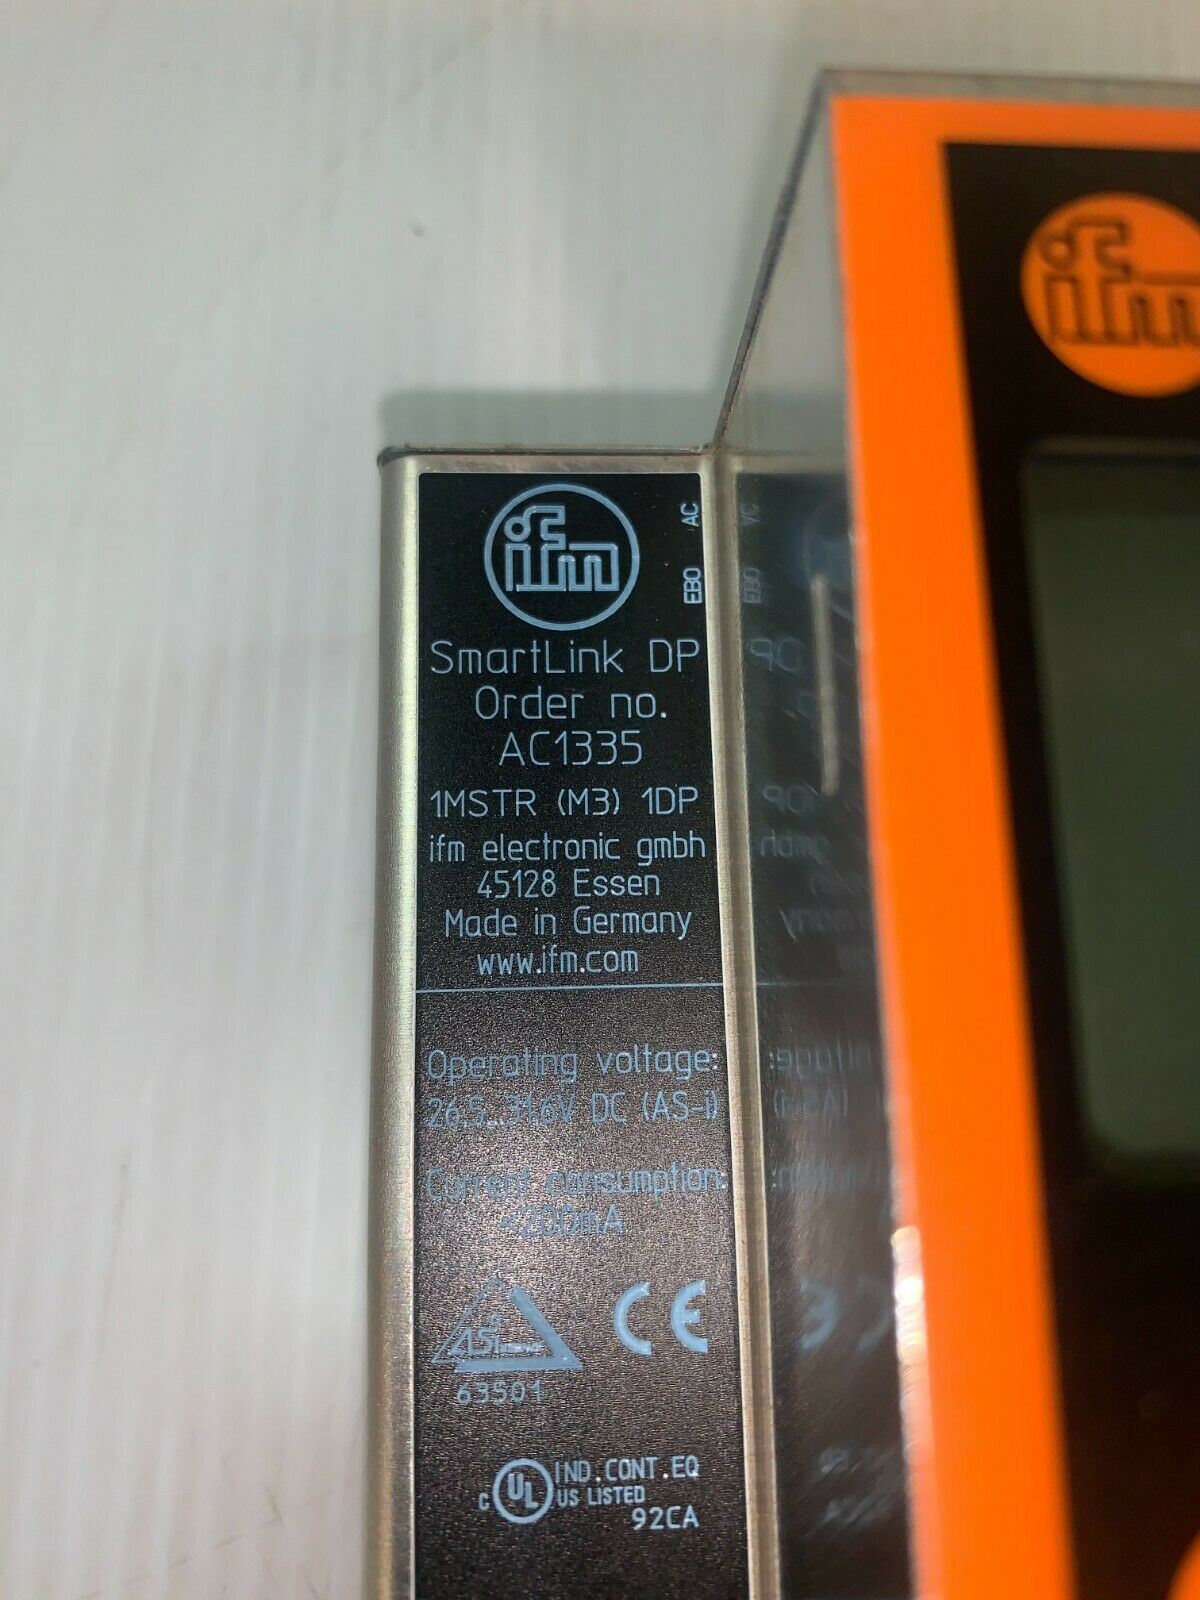 ifm
AC
EBO
SmartLink DP
Order no.
AC1335
1MSTR (M3) 1DP
ifm electronic gmbh
45128 Essen
Made in Germany
www.ifm.com
Operating voltage:
26,5...31,6V DC (AS-i)
Current consumption:
<200mA
CE
63501
c UL IND.CONT.EQ
US LISTED
92CA
ifm